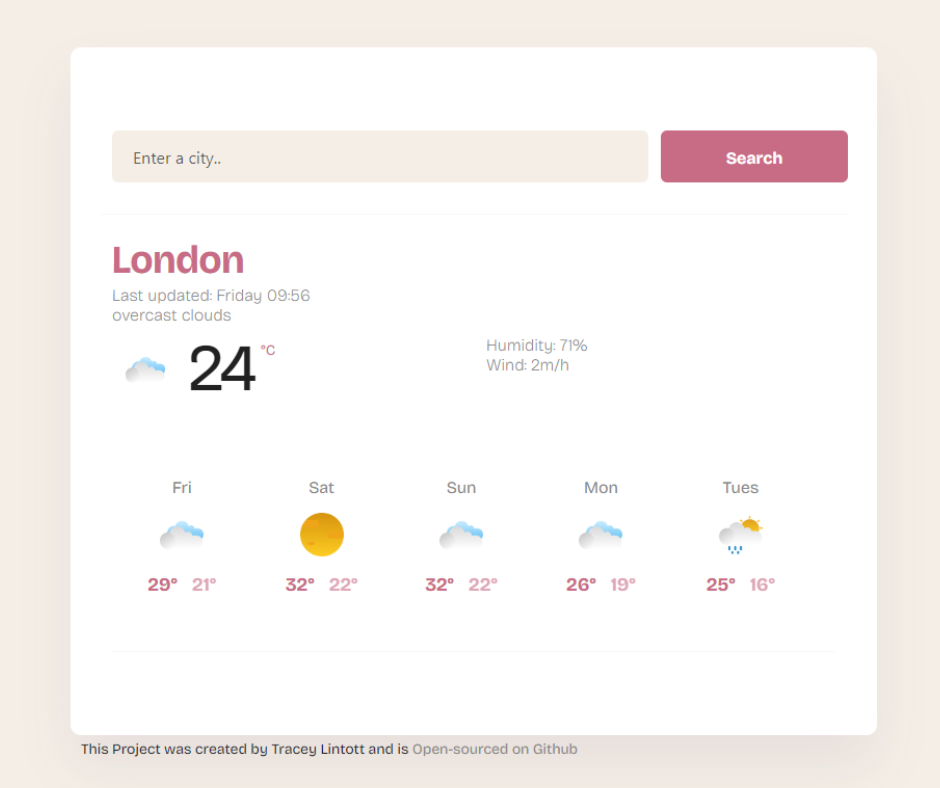 Enter a city..
Search
London
Last updated: Friday 09:56
overcast clouds
24 °C
Humidity: 71%
Wind: 2m/h
Fri Sat Sun Mon Tues
29° 21° 32° 22° 32° 22° 26° 19° 25° 16°
This Project was created by Tracey Lintott and is Open-sourced on Github